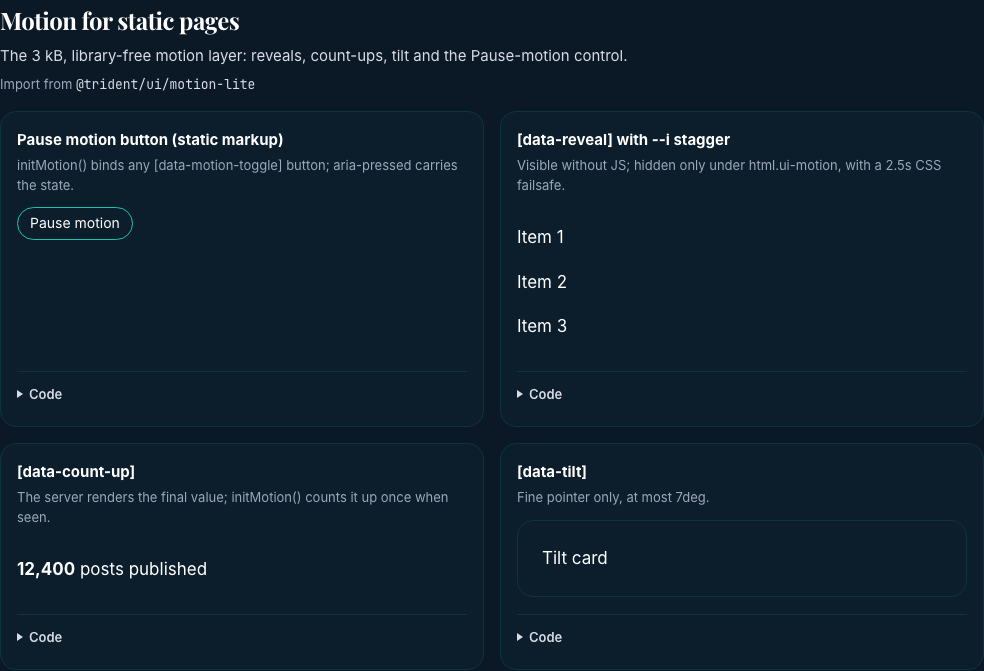 Motion for static pages
The 3 kB, library-free motion layer: reveals, count-ups, tilt and the Pause-motion control.
Import from @trident/ui/motion-lite
Pause motion button (static markup)
initMotion() binds any [data-motion-toggle] button; aria-pressed carries
the state.
Pause motion
Code
[data-reveal] with --i stagger
Visible without JS; hidden only under html.ui-motion, with a 2.5s CSS
failsafe.
Item 1
Item 2
Item 3
Code
[data-count-up]
The server renders the final value; initMotion() counts it up once when
seen.
12,400 posts published
Code
[data-tilt]
Fine pointer only, at most 7deg.
Tilt card
Code